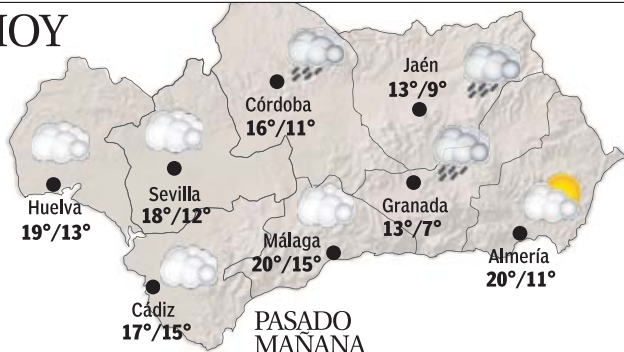 HOY
Jaén
13°/9°
Córdoba
16°/11°
Huelva
19°/13°
Sevilla
18°/12°
Granada
13°/7°
Málaga
20°/15°
Almería
20°/11°
Cádiz
17°/15°
PASADO
MAÑANA